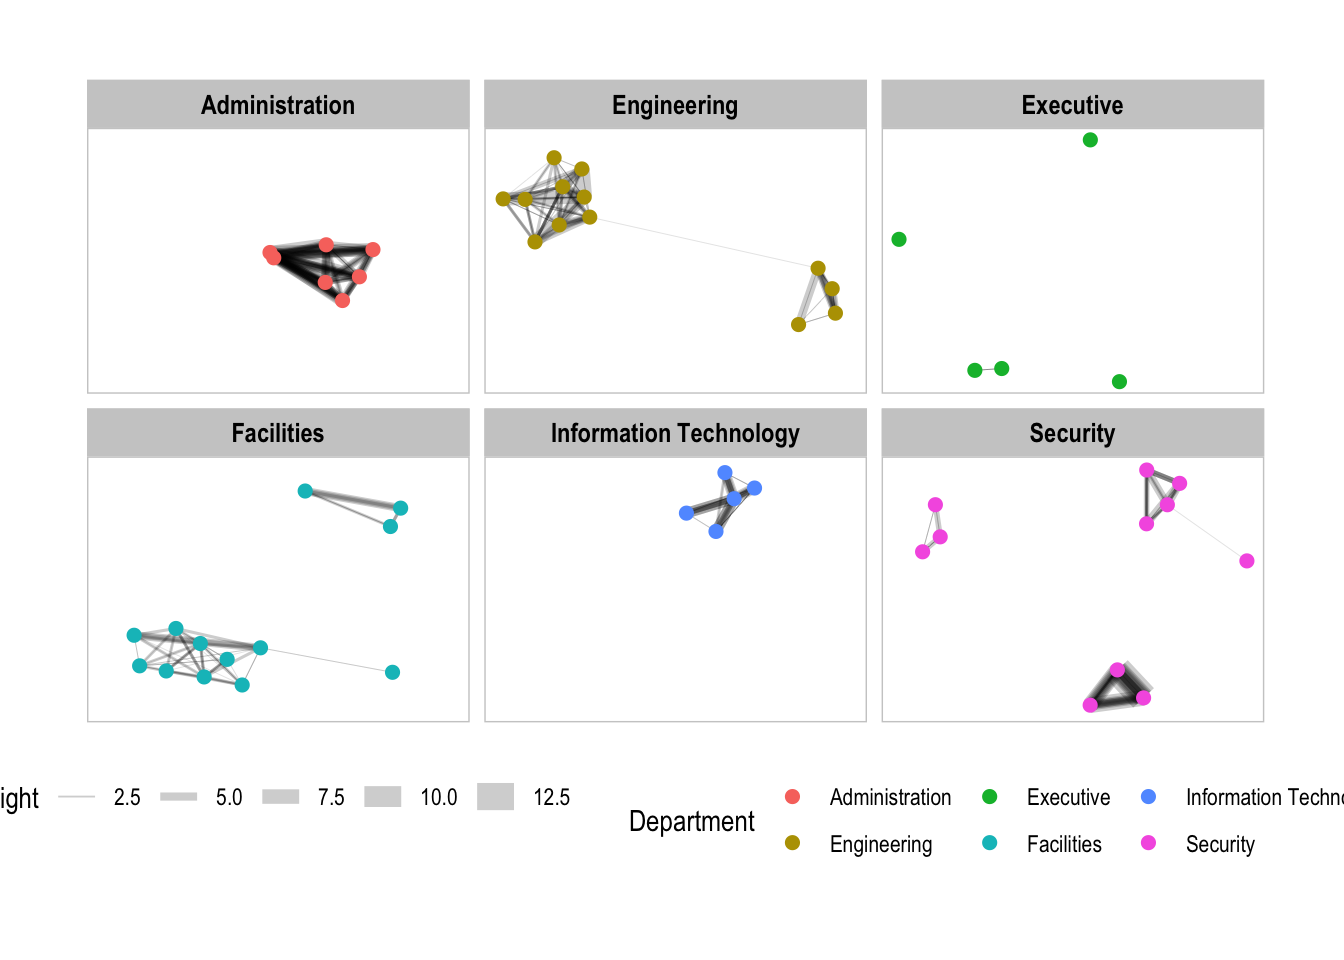 Administration
Engineering
Executive
Facilities
Information Technology
Security
2.5 5.0 7.5 10.0 12.5
Department
Administration Executive Information
Engineering Facilities Security